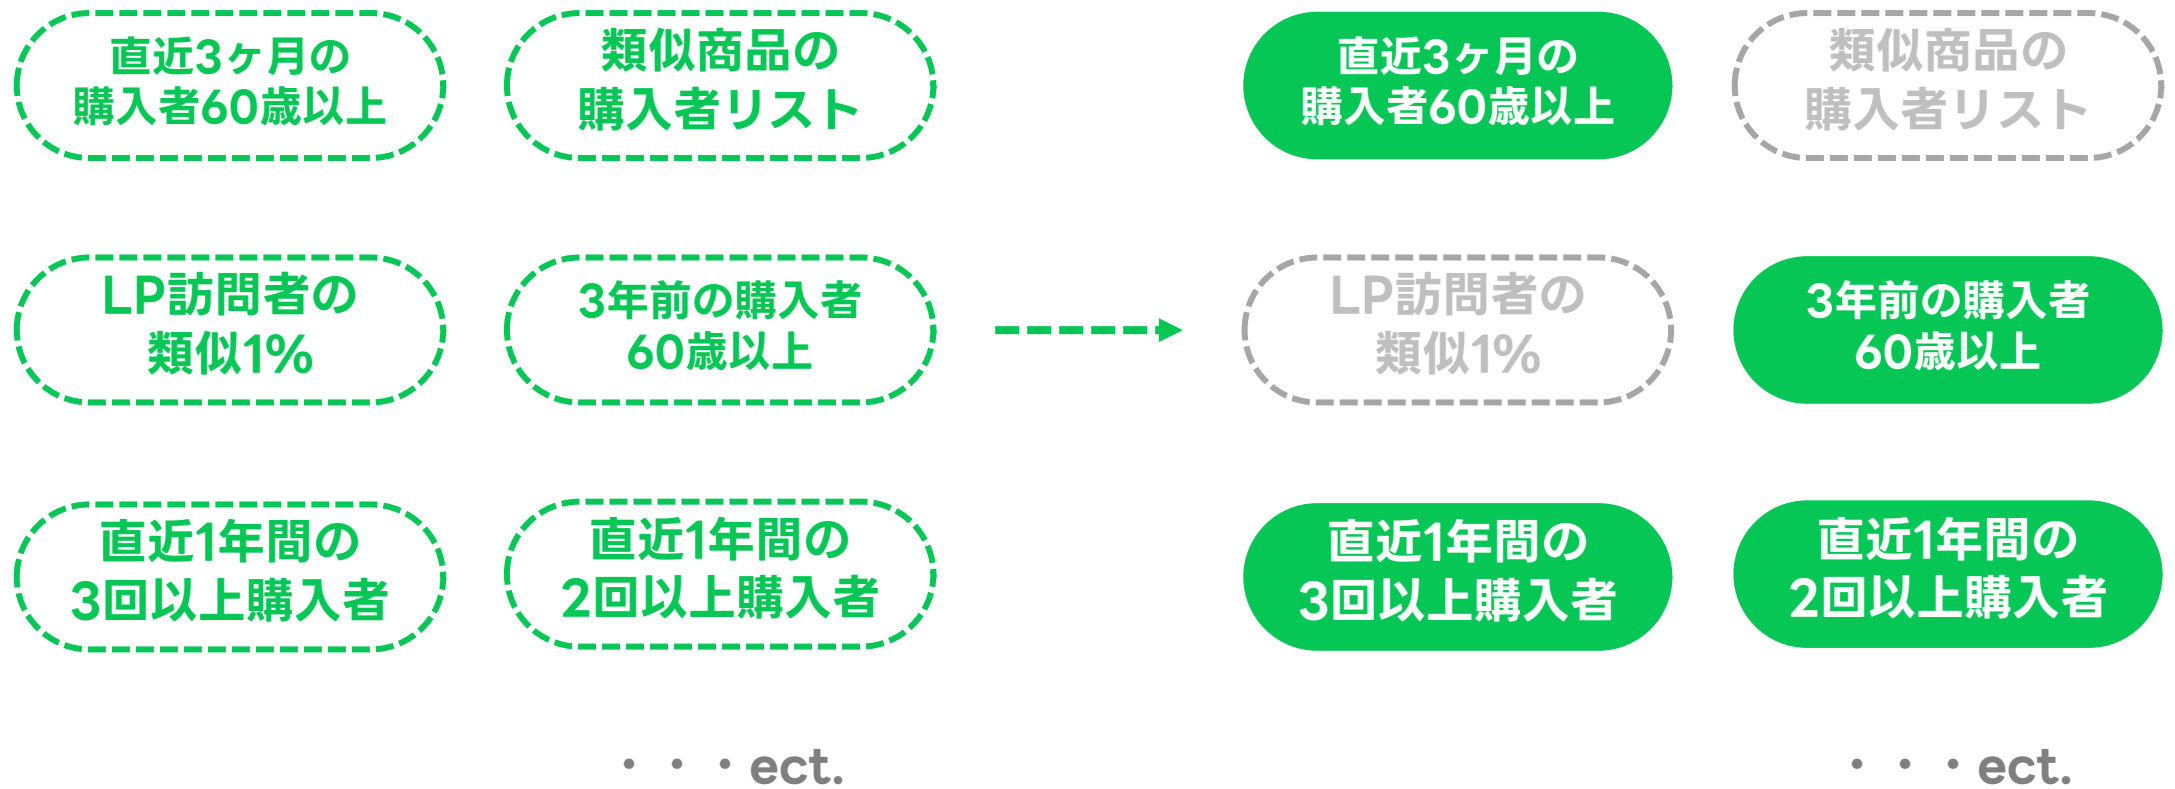 直近3ヶ月の
購入者60歳以上
類似商品の
購入者リスト
LP訪問者の
類似1%
3年前の購入者
60歳以上
直近1年間の
3回以上購入者
直近1年間の
2回以上購入者
・・・ect.
直近3ヶ月の
購入者60歳以上
類似商品の
購入者リスト
LP訪問者の
類似1%
3年前の購入者
60歳以上
直近1年間の
3回以上購入者
直近1年間の
2回以上購入者
・・・ect.